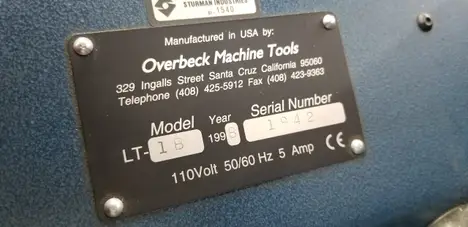 STURMAN INDUSTRIES
1540
Manufactured in USA by:
Overbeck Machine Tools
329 Ingalls Street Santa Cruz California 95060
Telephone (408) 425-5912 Fax (408) 423-9363
Model Year Serial Number
LT-16 1996 1942
110Volt 50/60 Hz 5 Amp CE